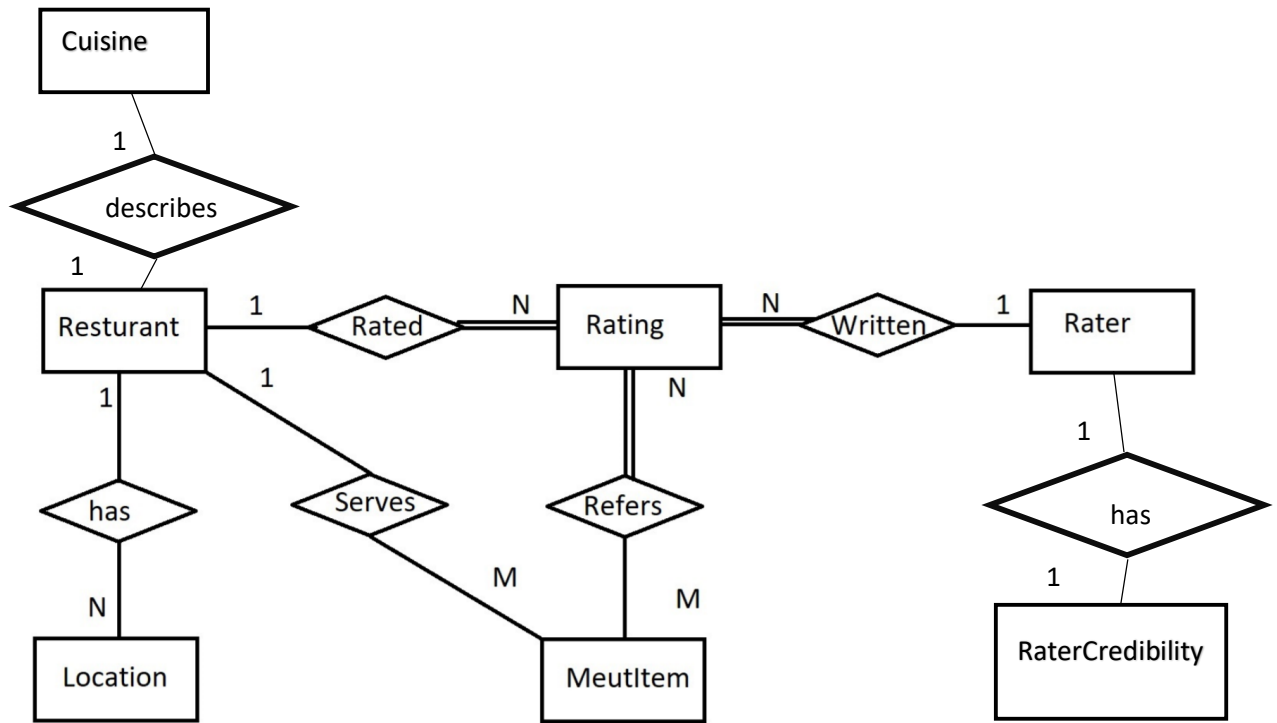 Cuisine
1
describes
1
Resturant
1
Rated
N
Rating
N
Written
1
Rater
1
1
N
1
has
Serves
Refers
has
M
M
1
N
Location
MeutItem
RaterCredibility